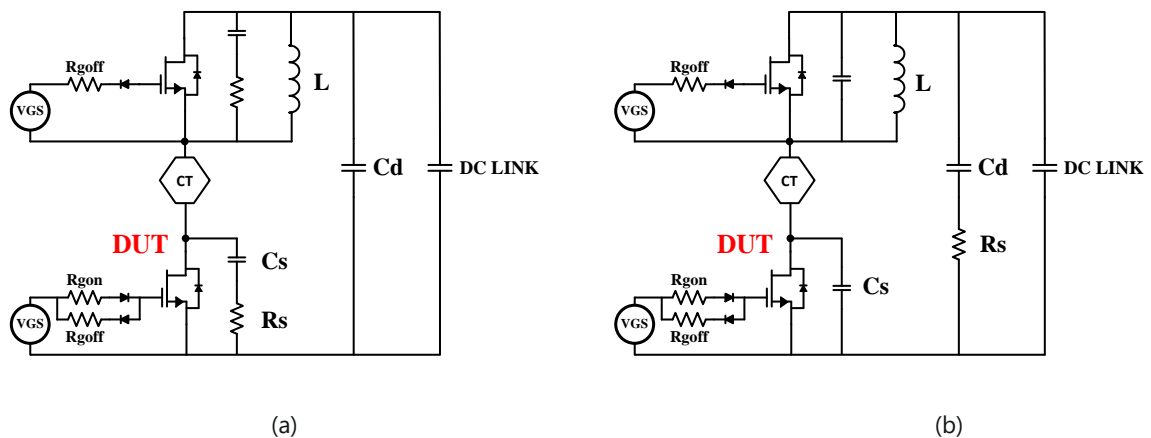 Rgoff
VGS
L
CT
Cd
DC LINK
DUT
Cs
Rgon
VGS
Rgoff
Rs
(a)
Rgoff
VGS
L
CT
Cd
DC LINK
DUT
Rs
Rgon
Cs
VGS
Rgoff
(b)